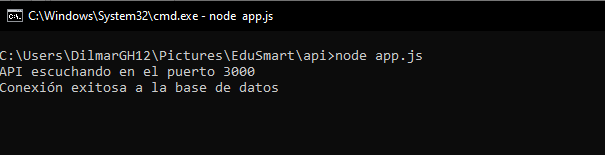 C:\Windows\System32\cmd.exe - node app.js
C:\Users\DilmarGH12\Pictures\EduSmart\api>node app.js
API escuchando en el puerto 3000
Conexión exitosa a la base de datos